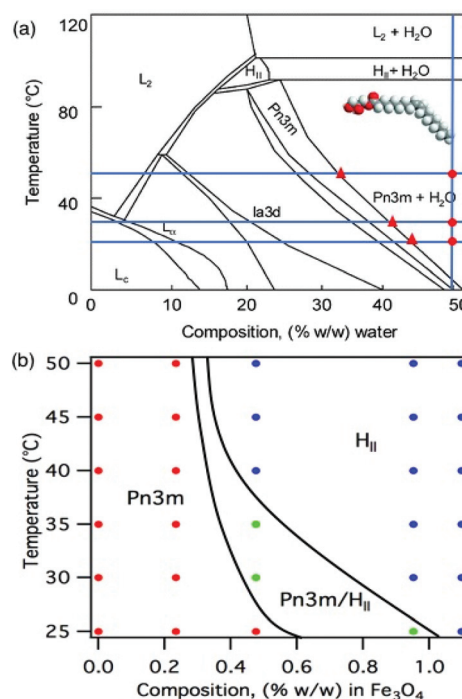 (a)
120
80
40
0
Temperature (°C)
L₂
L₂ + H₂O
H_II
H_II + H₂O
Pn3m
Pn3m + H₂O
Ia3d
L_α
L_c
0 10 20 30 40 50
Composition, (% w/w) water
(b)
50
45
40
35
30
25
Temperature (°C)
Pn3m
H_II
Pn3m/H_II
0.0 0.2 0.4 0.6 0.8 1.0
Composition, (% w/w) in Fe₃O₄